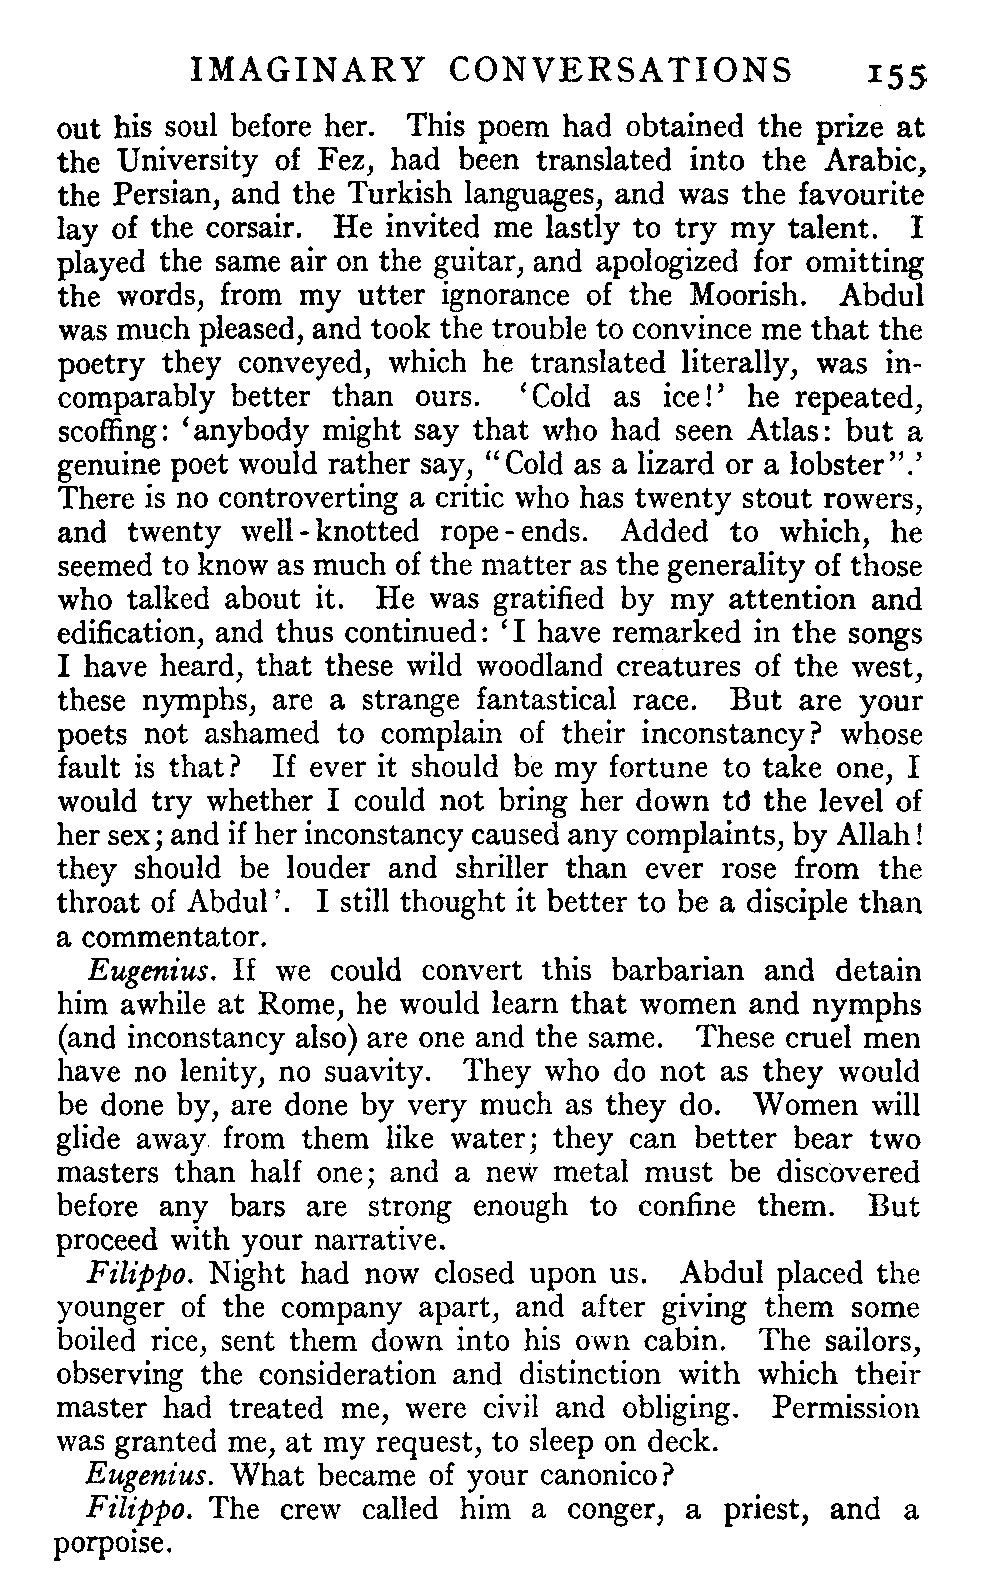 IMAGINARY CONVERSATIONS 155
out his soul before her. This poem had obtained the prize at
the University of Fez, had been translated into the Arabic,
the Persian, and the Turkish languages, and was the favourite
lay of the corsair. He invited me lastly to try my talent. I
played the same air on the guitar, and apologized for omitting
the words, from my utter ignorance of the Moorish. Abdul
was much pleased, and took the trouble to convince me that the
poetry they conveyed, which he translated literally, was in-
comparably better than ours. ‘Cold as ice!’ he repeated,
scoffing: ‘anybody might say that who had seen Atlas: but a
genuine poet would rather say, “Cold as a lizard or a lobster”.’
There is no controverting a critic who has twenty stout rowers,
and twenty well-knotted rope-ends. Added to which, he
seemed to know as much of the matter as the generality of those
who talked about it. He was gratified by my attention and
edification, and thus continued: ‘I have remarked in the songs
I have heard, that these wild woodland creatures of the west,
these nymphs, are a strange fantastical race. But are your
poets not ashamed to complain of their inconstancy? whose
fault is that? If ever it should be my fortune to take one, I
would try whether I could not bring her down to the level of
her sex; and if her inconstancy caused any complaints, by Allah!
they should be louder and shriller than ever rose from the
throat of Abdul’. I still thought it better to be a disciple than
a commentator.
Eugenius. If we could convert this barbarian and detain
him awhile at Rome, he would learn that women and nymphs
(and inconstancy also) are one and the same. These cruel men
have no lenity, no suavity. They who do not as they would
be done by, are done by very much as they do. Women will
glide away from them like water; they can better bear two
masters than half one; and a new metal must be discovered
before any bars are strong enough to confine them. But
proceed with your narrative.
Filippo. Night had now closed upon us. Abdul placed the
younger of the company apart, and after giving them some
boiled rice, sent them down into his own cabin. The sailors,
observing the consideration and distinction with which their
master had treated me, were civil and obliging. Permission
was granted me, at my request, to sleep on deck.
Eugenius. What became of your canonico?
Filippo. The crew called him a conger, a priest, and a
porpoise.